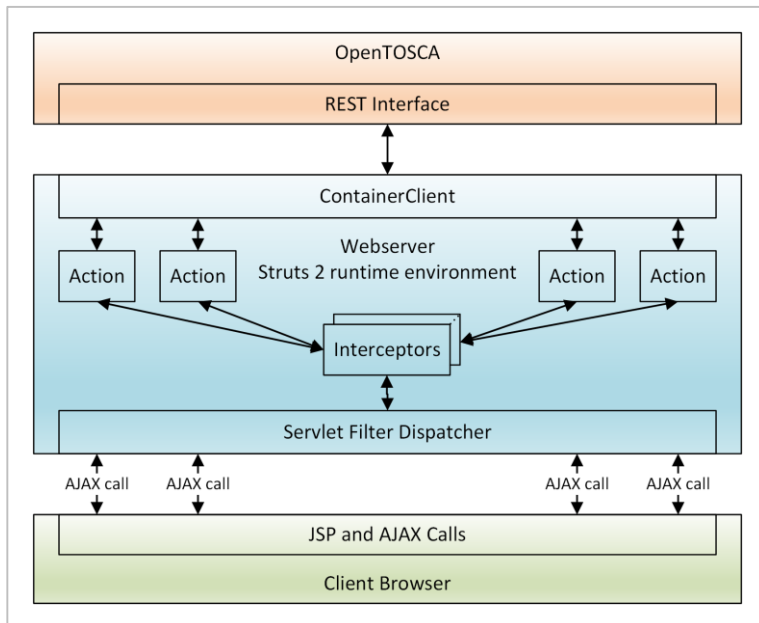 OpenTOSCA
REST Interface
ContainerClient
Webserver
Struts 2 runtime environment
Action
Action
Action
Action
Interceptors
Servlet Filter Dispatcher
AJAX call
AJAX call
AJAX call
AJAX call
JSP and AJAX Calls
Client Browser